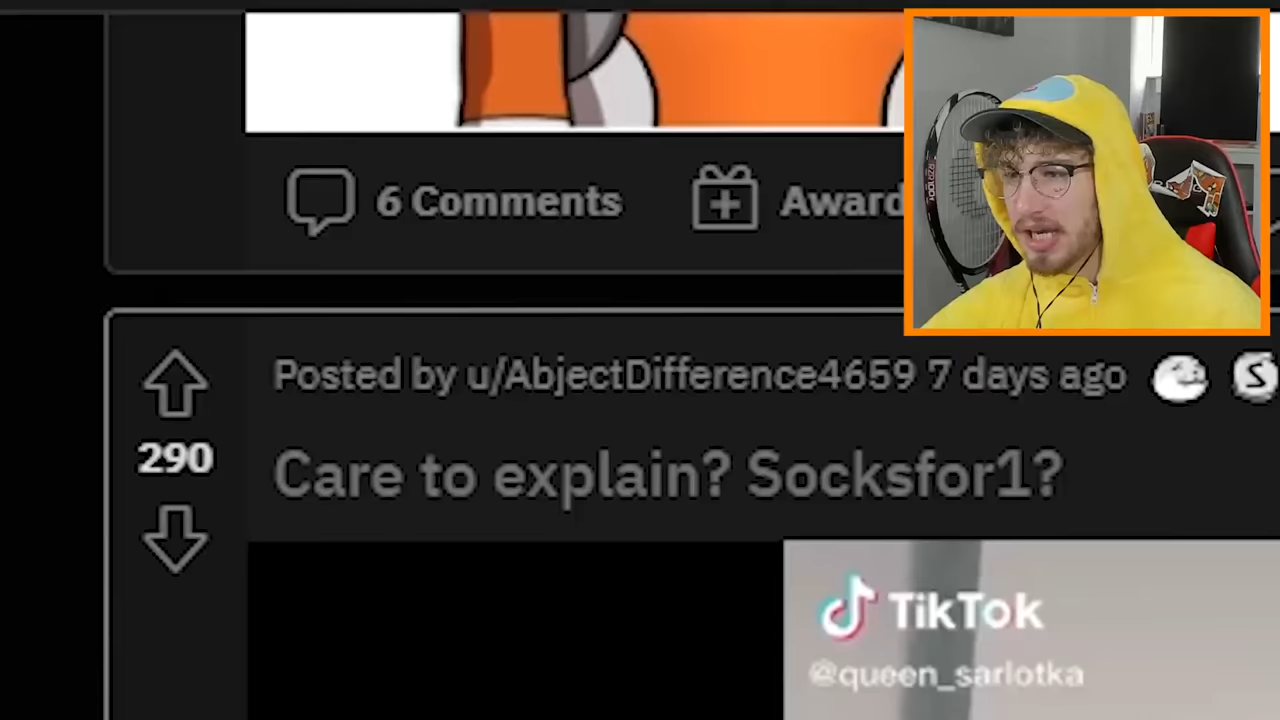 6 Comments
Award
Posted by u/AbjectDifference4659 7 days ago
290
Care to explain? Socksfor1?
TikTok
@queen_sarlotka